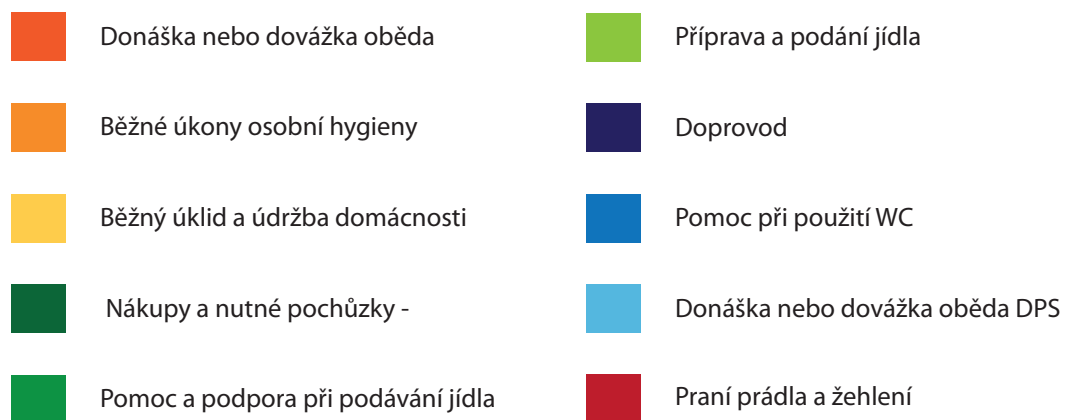 Donáška nebo dovážka oběda
Běžné úkony osobní hygieny
Běžný úklid a údržba domácnosti
Nákupy a nutné pochůzky -
Pomoc a podpora při podávání jídla
Příprava a podání jídla
Doprovod
Pomoc při použití WC
Donáška nebo dovážka oběda DPS
Praní prádla a žehlení